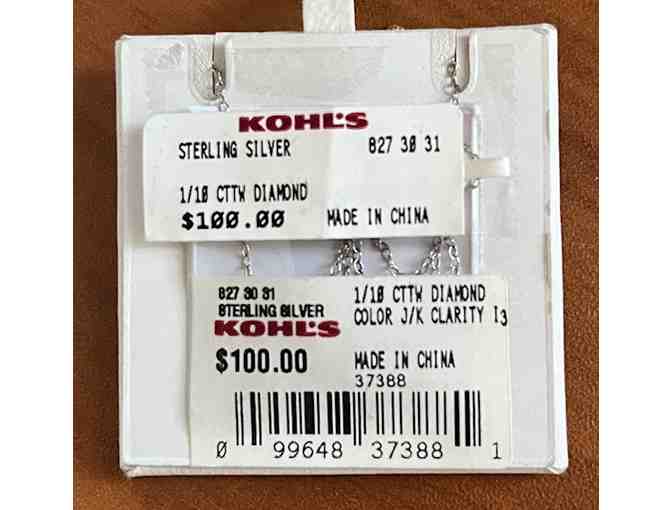 KOHL'S
STERLING SILVER 827 30 31
1/10 CTTW DIAMOND
$100.00 MADE IN CHINA
827 30 31 1/10 CTTW DIAMOND
STERLING SILVER COLOR J/K CLARITY I3
KOHL'S
$100.00 MADE IN CHINA
37388
0 99648 37388 1